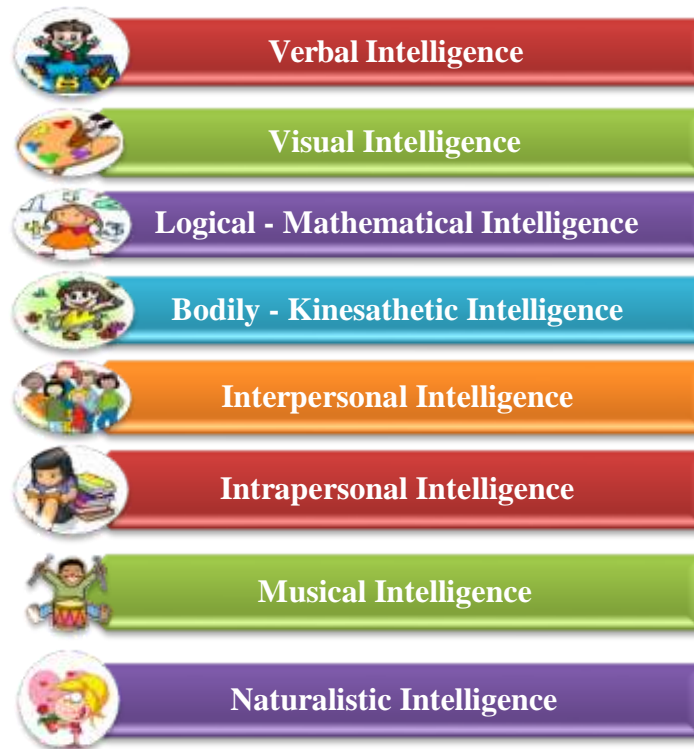 Verbal Intelligence
Visual Intelligence
Logical - Mathematical Intelligence
Bodily - Kinesathetic Intelligence
Interpersonal Intelligence
Intrapersonal Intelligence
Musical Intelligence
Naturalistic Intelligence